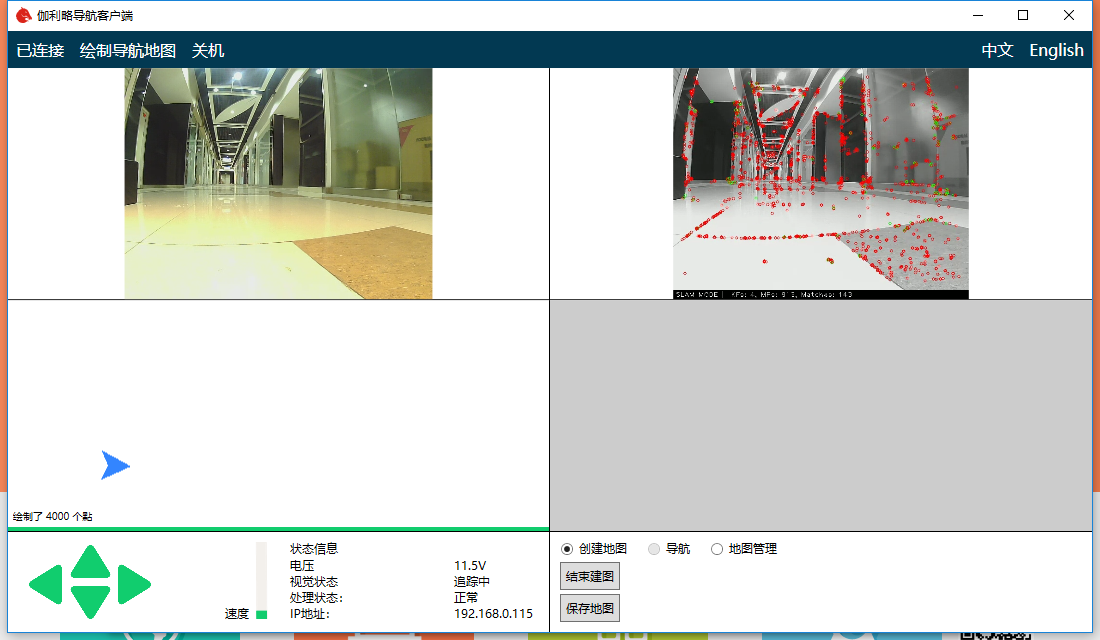 伽利略导航客户端
已连接 绘制导航地图 关机 中文 English
SLAM MODE | KFs: 4, MPs: 913, Matches: 143
绘制了 4000 个點
状态信息
电压 11.5V
视觉状态 追踪中
处理状态: 正常
IP地址: 192.168.0.115
速度
创建地图 导航 地图管理
结束建图
保存地图